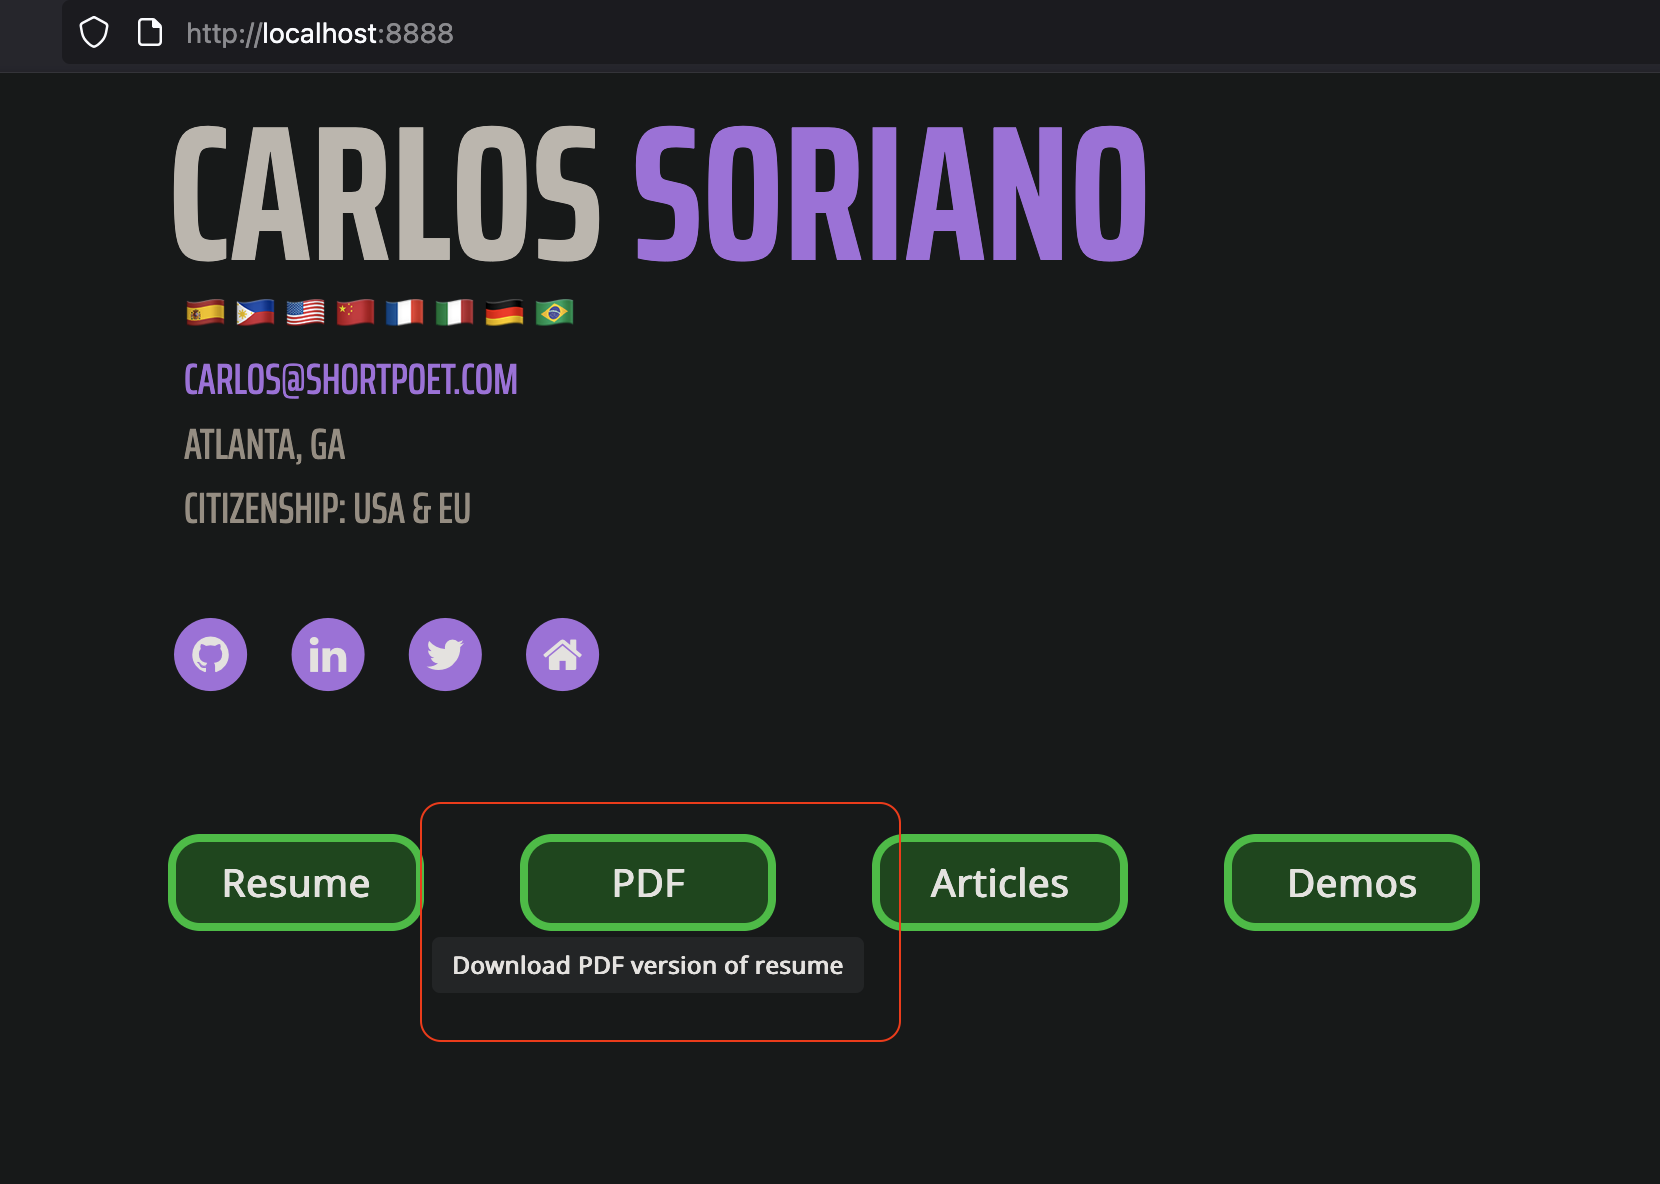 http://localhost:8888
CARLOS SORIANO
CARLOS@SHORTPOET.COM
ATLANTA, GA
CITIZENSHIP: USA & EU
in
Resume PDF Articles Demos
Download PDF version of resume